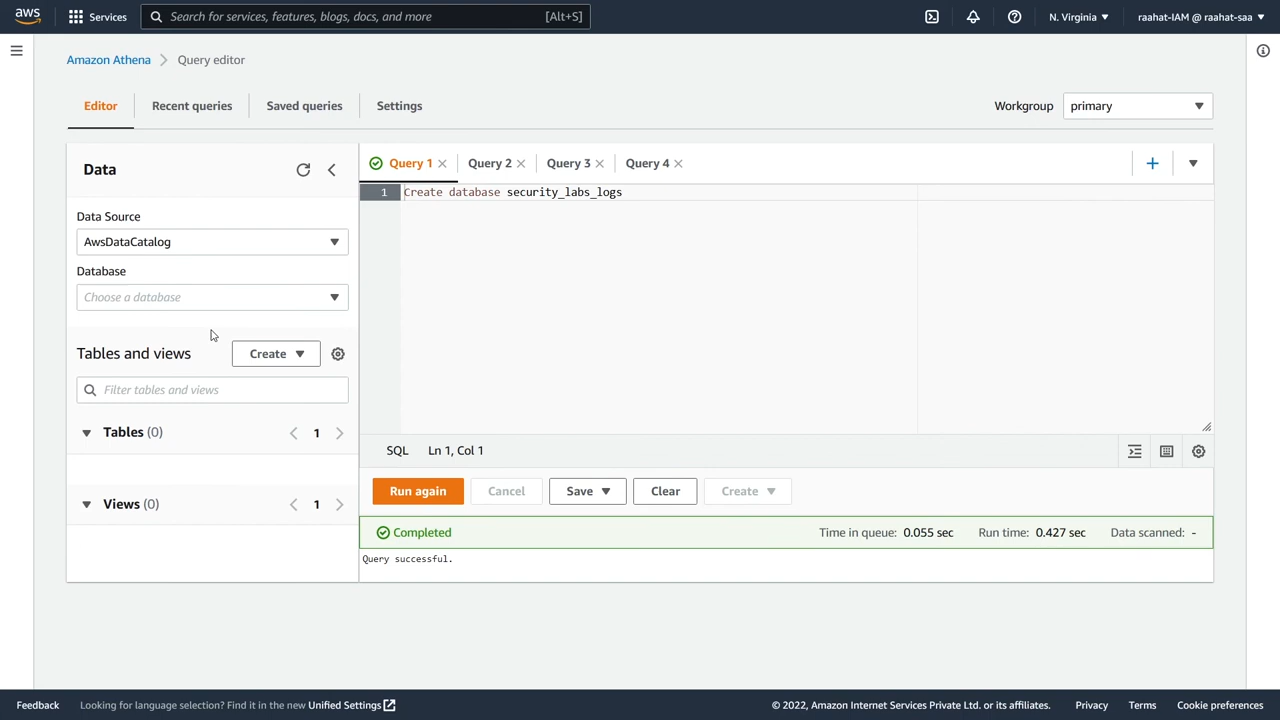 aws
Services
Search for services, features, blogs, docs, and more
[Alt+S]
N. Virginia
raahat-IAM @ raahat-saa
Amazon Athena
Query editor
Editor
Recent queries
Saved queries
Settings
Workgroup
primary
Data
Data Source
AwsDataCatalog
Database
Choose a database
Tables and views
Create
Filter tables and views
Tables (0)
1
Views (0)
1
Query 1
Query 2
Query 3
Query 4
1
Create database security_labs_logs
SQL
Ln 1, Col 1
Run again
Cancel
Save
Clear
Create
Completed
Time in queue: 0.055 sec
Run time: 0.427 sec
Data scanned: -
Query successful.
Feedback
Looking for language selection? Find it in the new Unified Settings
© 2022, Amazon Internet Services Private Ltd. or its affiliates.
Privacy
Terms
Cookie preferences